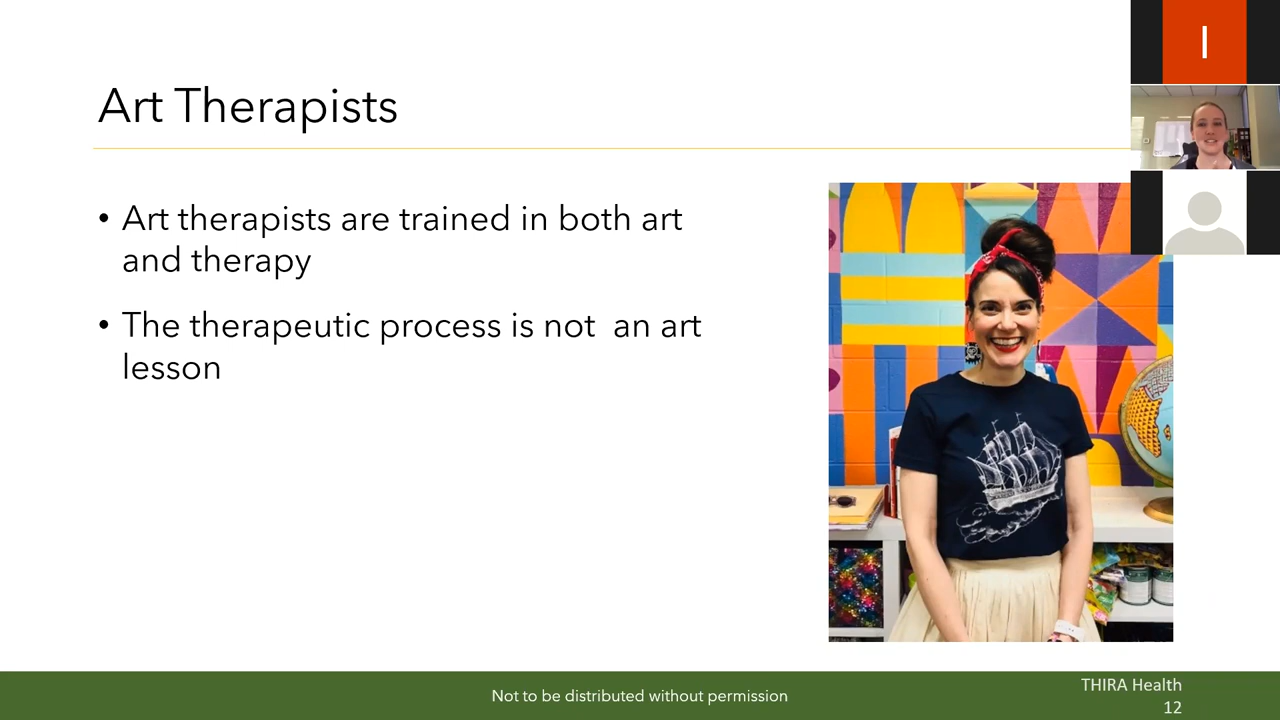 I
Art Therapists
• Art therapists are trained in both art
and therapy
• The therapeutic process is not  an art
lesson
Not to be distributed without permission
THIRA Health
12